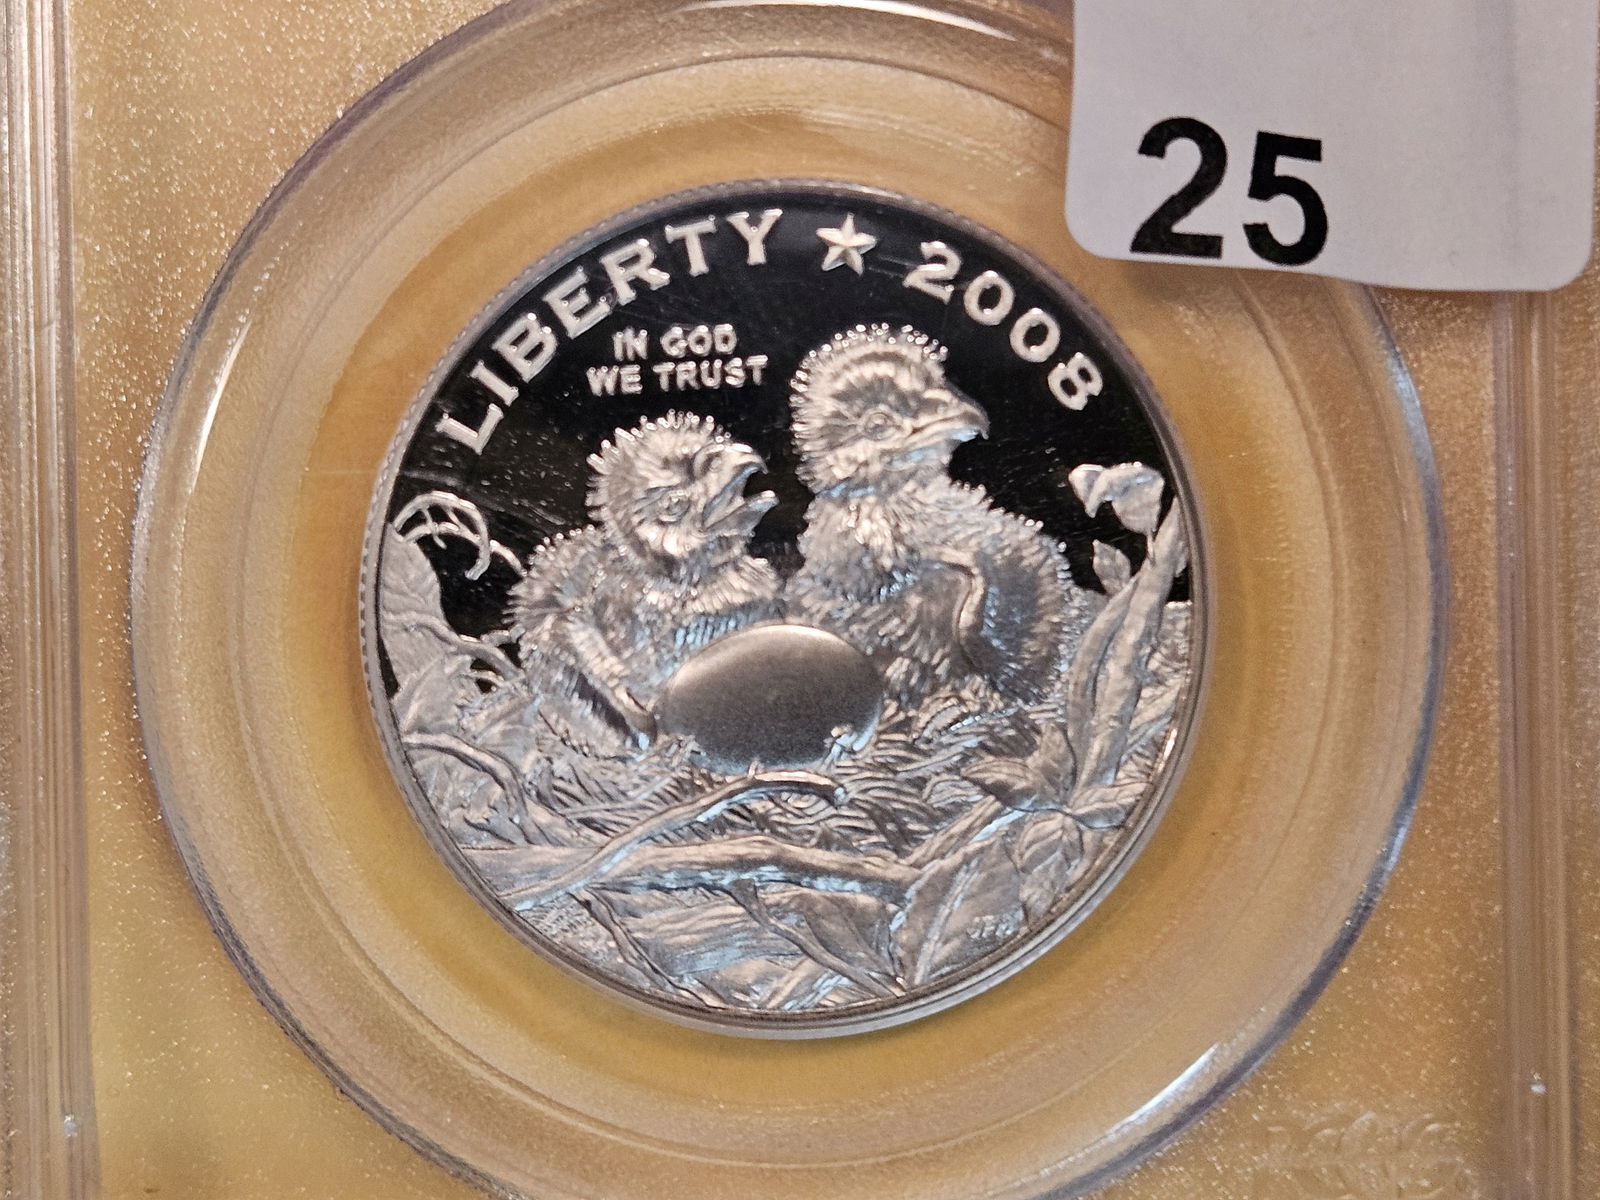 25
LIBERTY ★ 2008
IN GOD
WE TRUST